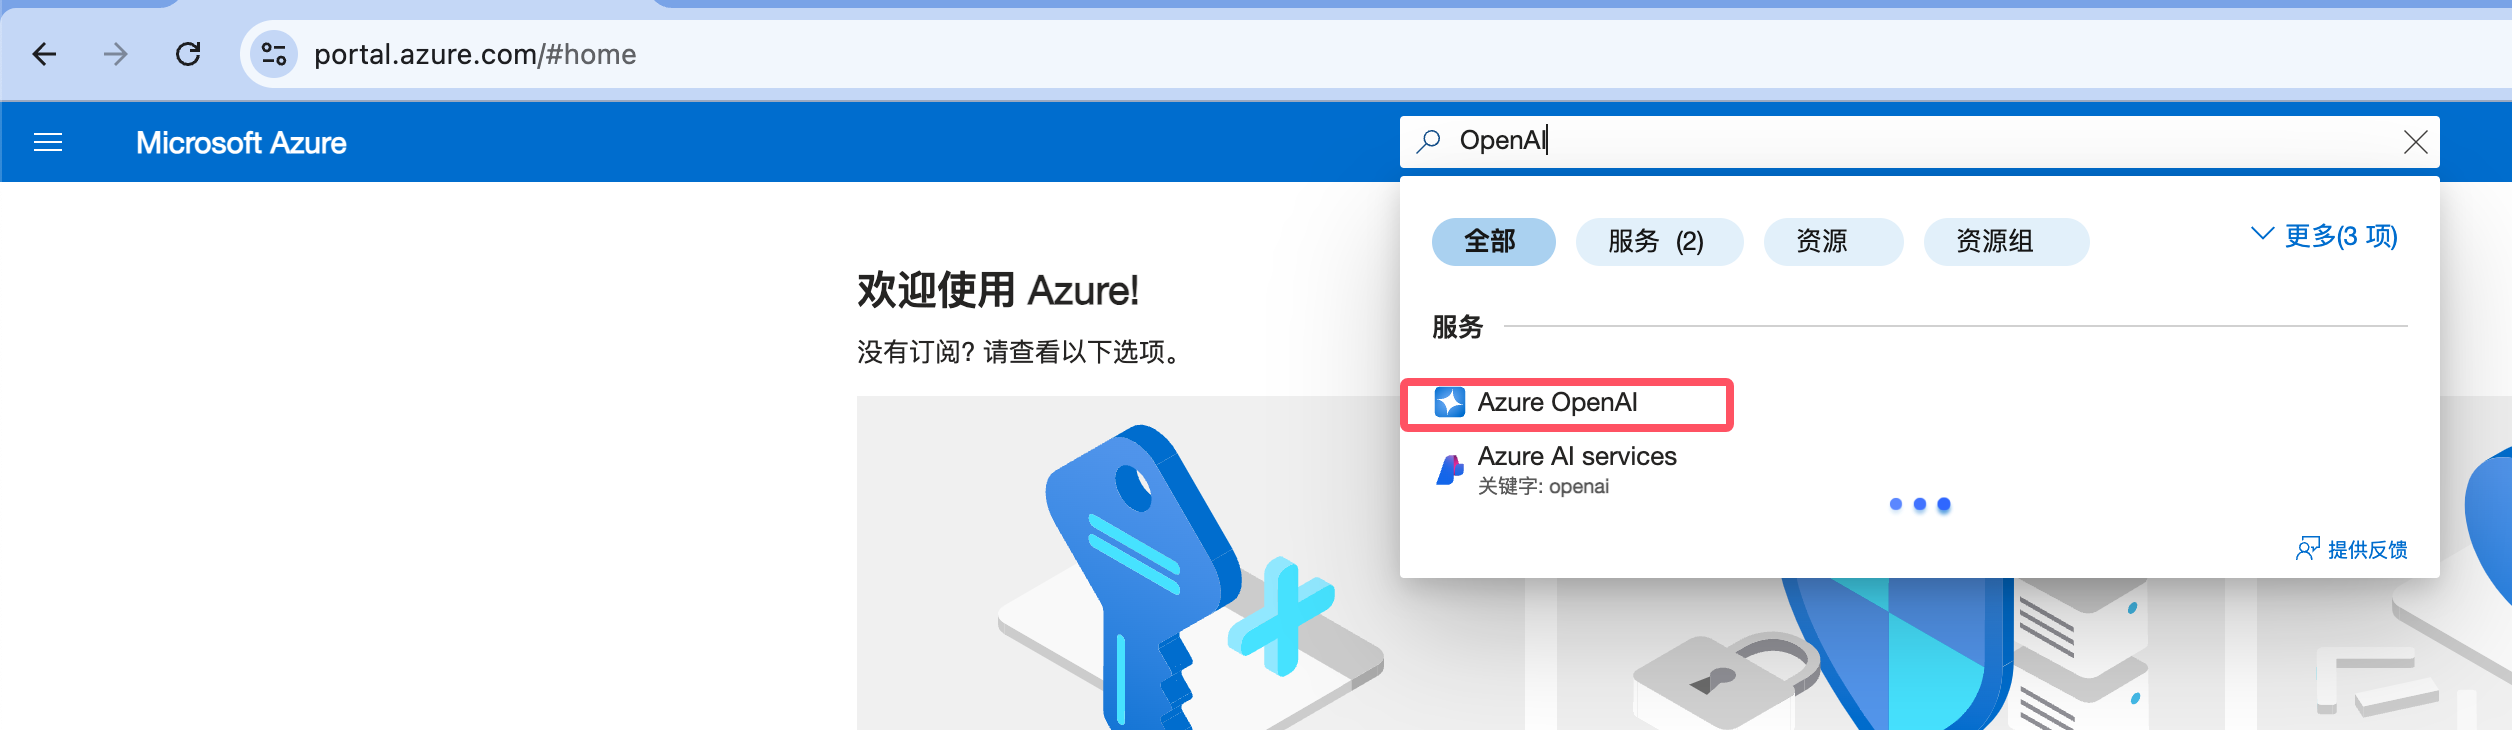 portal.azure.com/#home
Microsoft Azure
OpenAI
全部
服务 (2)
资源
资源组
更多(3 项)
欢迎使用 Azure!
没有订阅? 请查看以下选项。
服务
Azure OpenAI
Azure AI services
关键字: openai
提供反馈